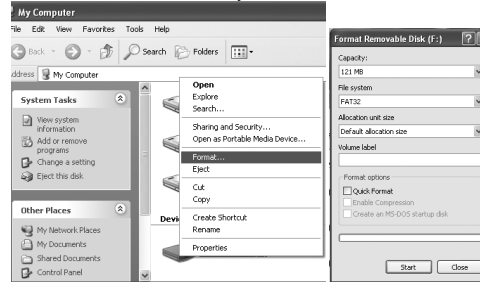 My Computer
File Edit View Favorites Tools Help
Back Search Folders
Address My Computer
System Tasks
View system
information
Add or remove
programs
Change a setting
Eject this disk
Other Places
My Network Places
My Documents
Shared Documents
Control Panel
Open
Explore
Search...
Sharing and Security...
Open as Portable Media Device...
Format...
Eject
Cut
Copy
Create Shortcut
Rename
Properties
Devi
Format Removable Disk (F:)
Capacity:
121 MB
File system
FAT32
Allocation unit size
Default allocation size
Volume label
Format options
Quick Format
Enable Compression
Create an MS-DOS startup disk
Start Close